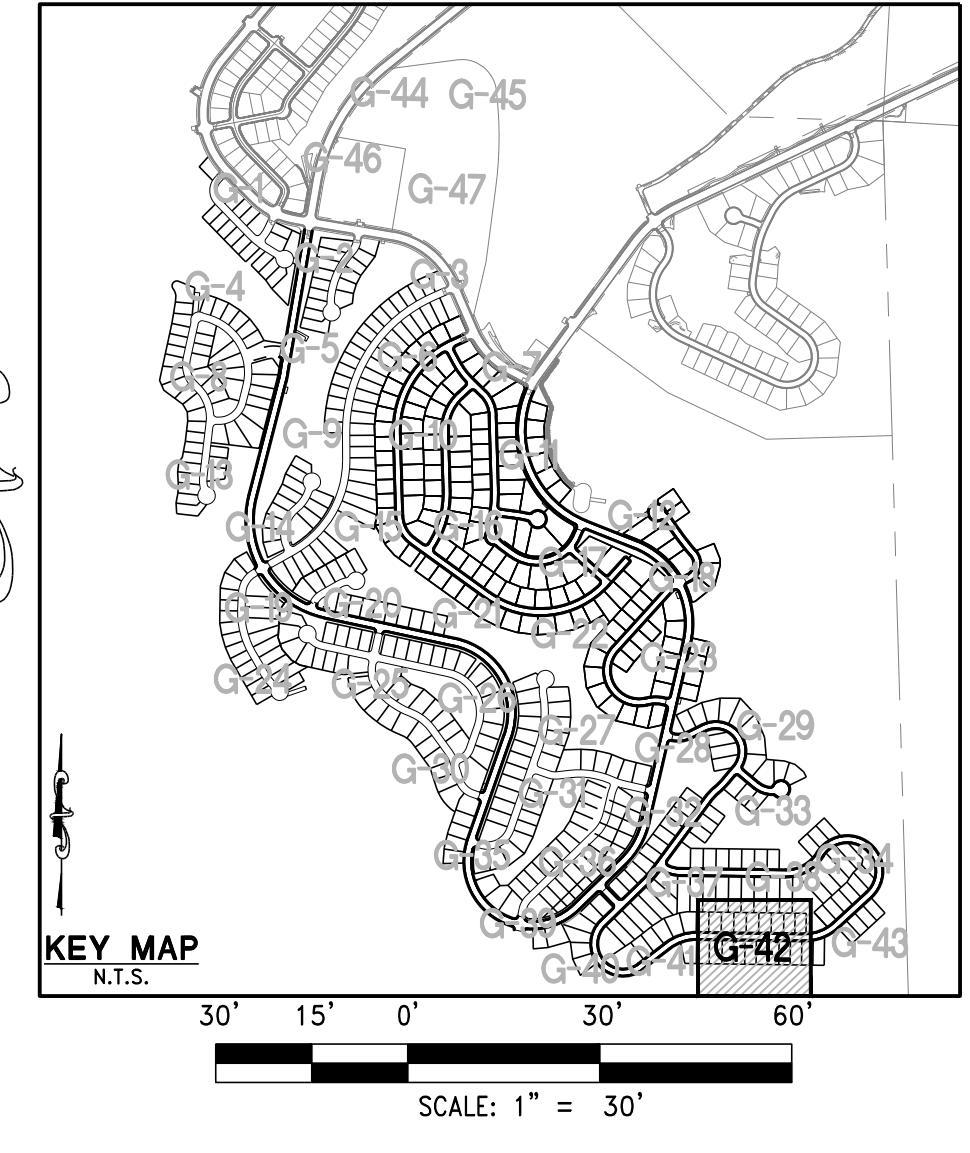 G-44 G-45
G-46
G-1 G-47
G-2
G-3
G-4
G-5
G-6 G-7
G-8
G-9 G-10
G-11
G-13
G-12
G-14 G-15 G-16
G-17
G-18
G-19 G-20
G-21
G-22
G-23
G-24 G-25
G-26
G-27 G-29
G-28
G-30
G-31
G-32 G-33
G-35 G-36 G-34
G-37 G-38
G-39
G-40 G-41 G-42 G-43
KEY MAP
N.T.S.
30' 15' 0' 30' 60'
SCALE: 1" = 30'